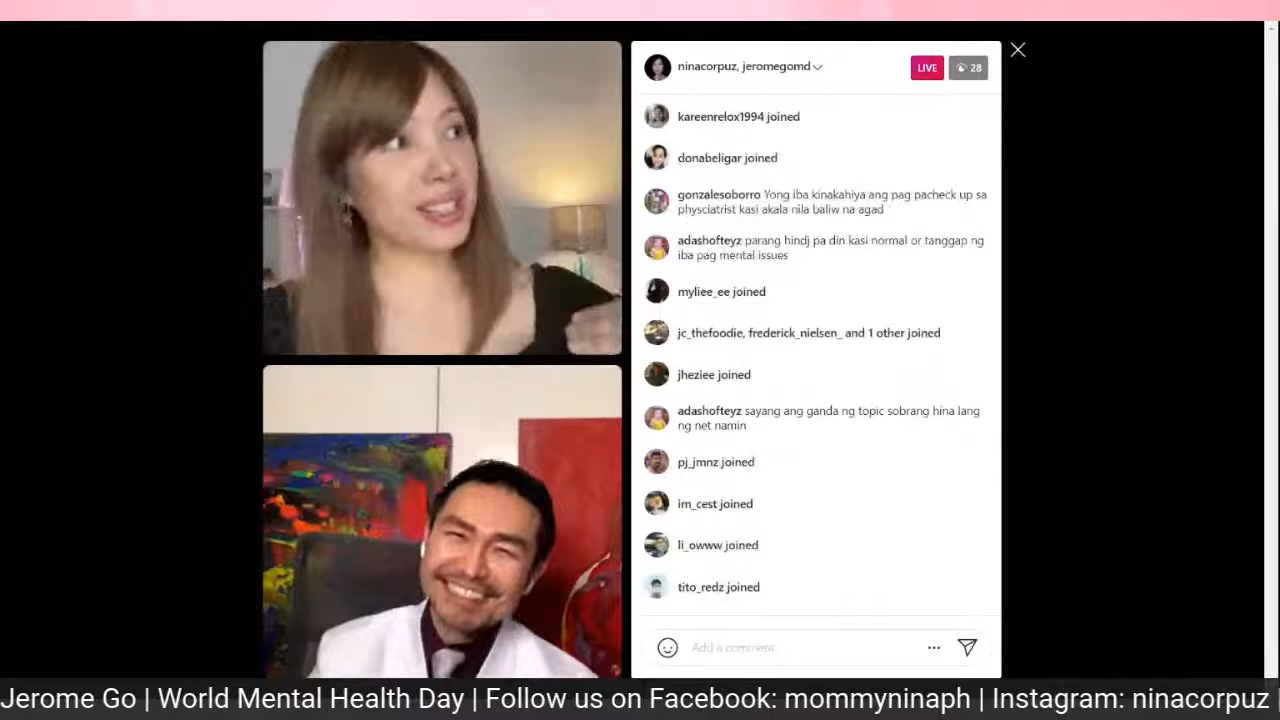 ninacorpuz, jeromegomd
LIVE
28
kareenrelox1994 joined
donabeligar joined
gonzalesoborro Yong iba kinakahiya ang pag pacheck up sa
physciatrist kasi akala nila baliw na agad
adashofteyz parang hindj pa din kasi normal or tanggap ng
iba pag mental issues
myliee_ee joined
jc_thefoodie, frederick_nielsen_ and 1 other joined
jheziee joined
adashofteyz sayang ang ganda ng topic sobrang hina lang
ng net namin
pj_jmnz joined
im_cest joined
li_owww joined
tito_redz joined
Add a comment...
Jerome Go | World Mental Health Day | Follow us on Facebook: mommyninaph | Instagram: ninacorpuz